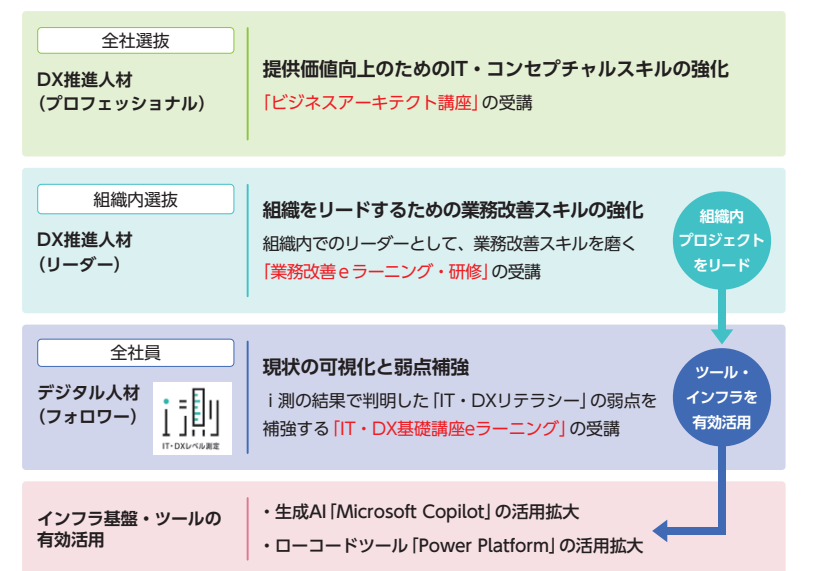 全社選抜
DX推進人材
（プロフェッショナル）
提供価値向上のためのIT・コンセプチャルスキルの強化
「ビジネスアーキテクト講座」の受講
組織内選抜
DX推進人材
（リーダー）
組織をリードするための業務改善スキルの強化
組織内でのリーダーとして、業務改善スキルを磨く
「業務改善eラーニング・研修」の受講
組織内
プロジェクト
をリード
全社員
デジタル人材
（フォロワー）
i測
IT・DXレベル測定
現状の可視化と弱点補強
i測の結果で判明した「IT・DXリテラシー」の弱点を
補強する「IT・DX基礎講座eラーニング」の受講
ツール・
インフラを
有効活用
インフラ基盤・ツールの
有効活用
・生成AI「Microsoft Copilot」の活用拡大
・ローコードツール「Power Platform」の活用拡大